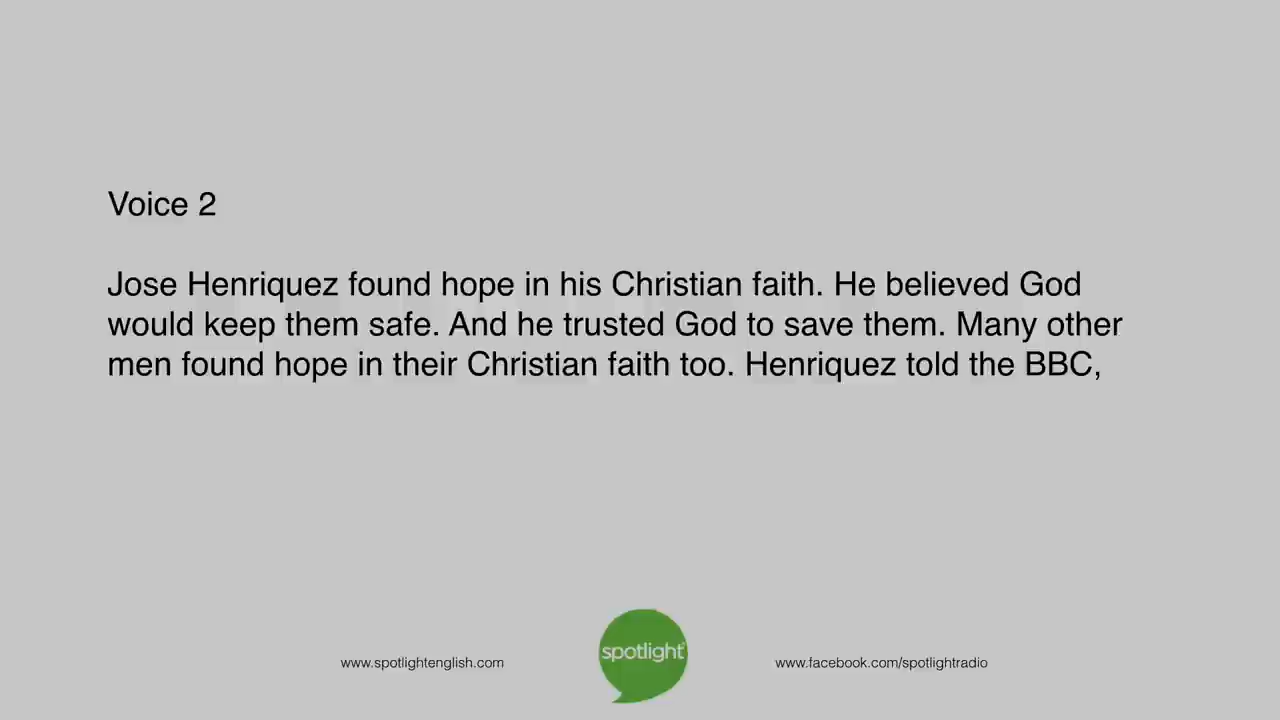 Voice 2
Jose Henriquez found hope in his Christian faith. He believed God
would keep them safe. And he trusted God to save them. Many other
men found hope in their Christian faith too. Henriquez told the BBC,
www.spotlightenglish.com
spotlight
www.facebook.com/spotlightradio